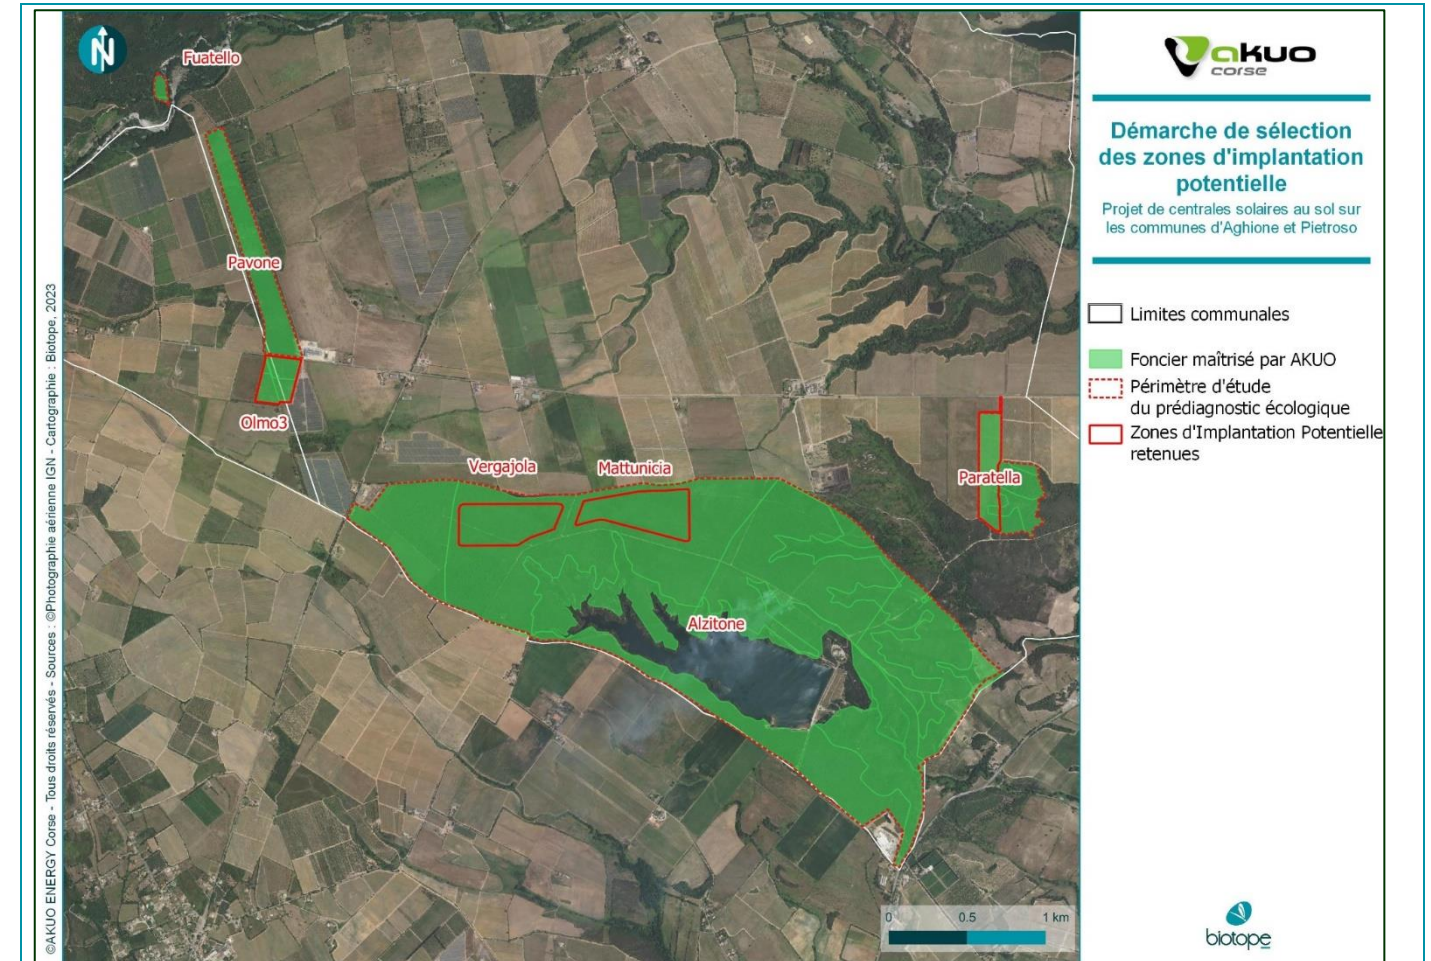 N
Fuatello
Pavone
Olmo3
Vergajola
Mattunicia
Paratella
Alzitone
0 0.5 1 km
©AKUO ENERGY Corse - Tous droits réservés - Sources : ©Photographie aérienne IGN - Cartographie : Biotope, 2023
akuo
corse
Démarche de sélection
des zones d'implantation
potentielle
Projet de centrales solaires au sol sur
les communes d'Aghione et Pietroso
Limites communales
Foncier maîtrisé par AKUO
Périmètre d'étude
du prédiagnostic écologique
Zones d'Implantation Potentielle
retenues
biotope